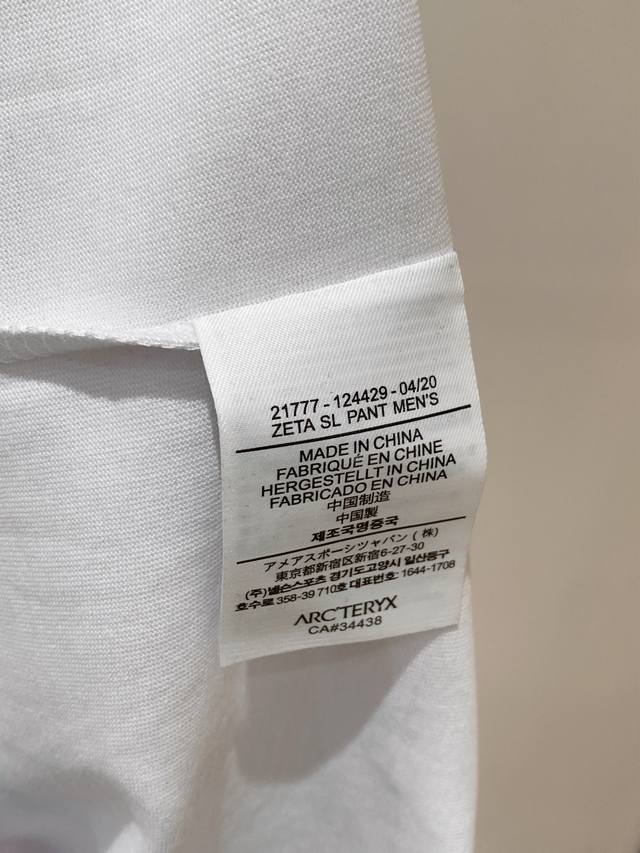 21777 - 124429 - 04/20
ZETA SL PANT MEN'S
MADE IN CHINA
FABRIQUÉ EN CHINE
HERGESTELLT IN CHINA
FABRICADO EN CHINA
中国制造
中国製
제조국명중국
アメアスポーシツャパン ( 株)
東京都新宿区新宿6-27-30
(주)넬슨스포츠 경기도고양시 일산동구
호수로 358-39 710호 대표번호: 1644-1708
ARC'TERYX
CA#34438